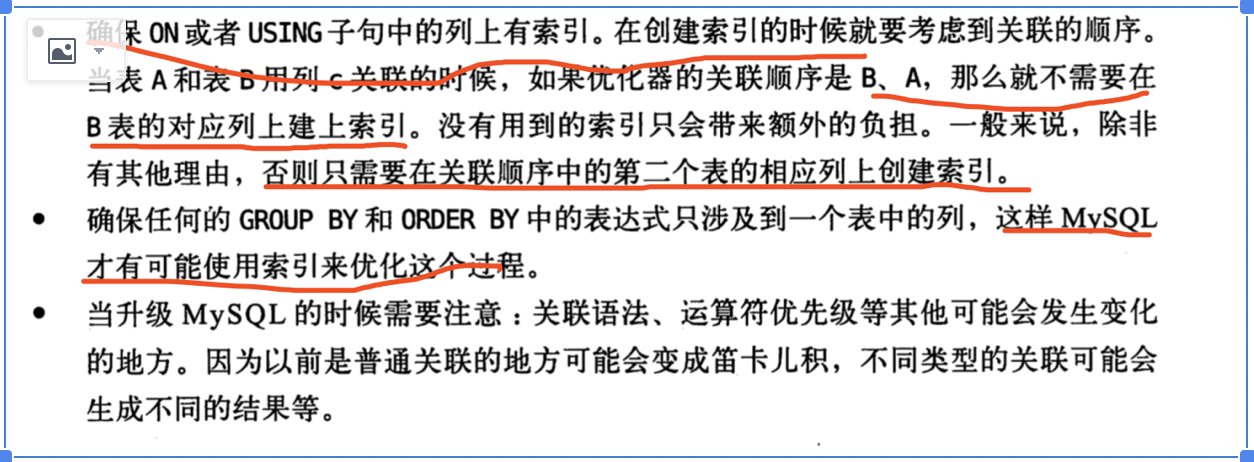 确保 ON 或者 USING 子句中的列上有索引。在创建索引的时候就要考虑到关联的顺序。
当表 A 和表 B 用列 c 关联的时候，如果优化器的关联顺序是 B、A，那么就不需要在
B 表的对应列上建上索引。没有用到的索引只会带来额外的负担。一般来说，除非
有其他理由，否则只需要在关联顺序中的第二个表的相应列上创建索引。
● 确保任何的 GROUP BY 和 ORDER BY 中的表达式只涉及到一个表中的列，这样 MySQL
才有可能使用索引来优化这个过程。
● 当升级 MySQL 的时候需要注意：关联语法、运算符优先级等其他可能会发生变化
的地方。因为以前是普通关联的地方可能会变成笛卡儿积，不同类型的关联可能会
生成不同的结果等。